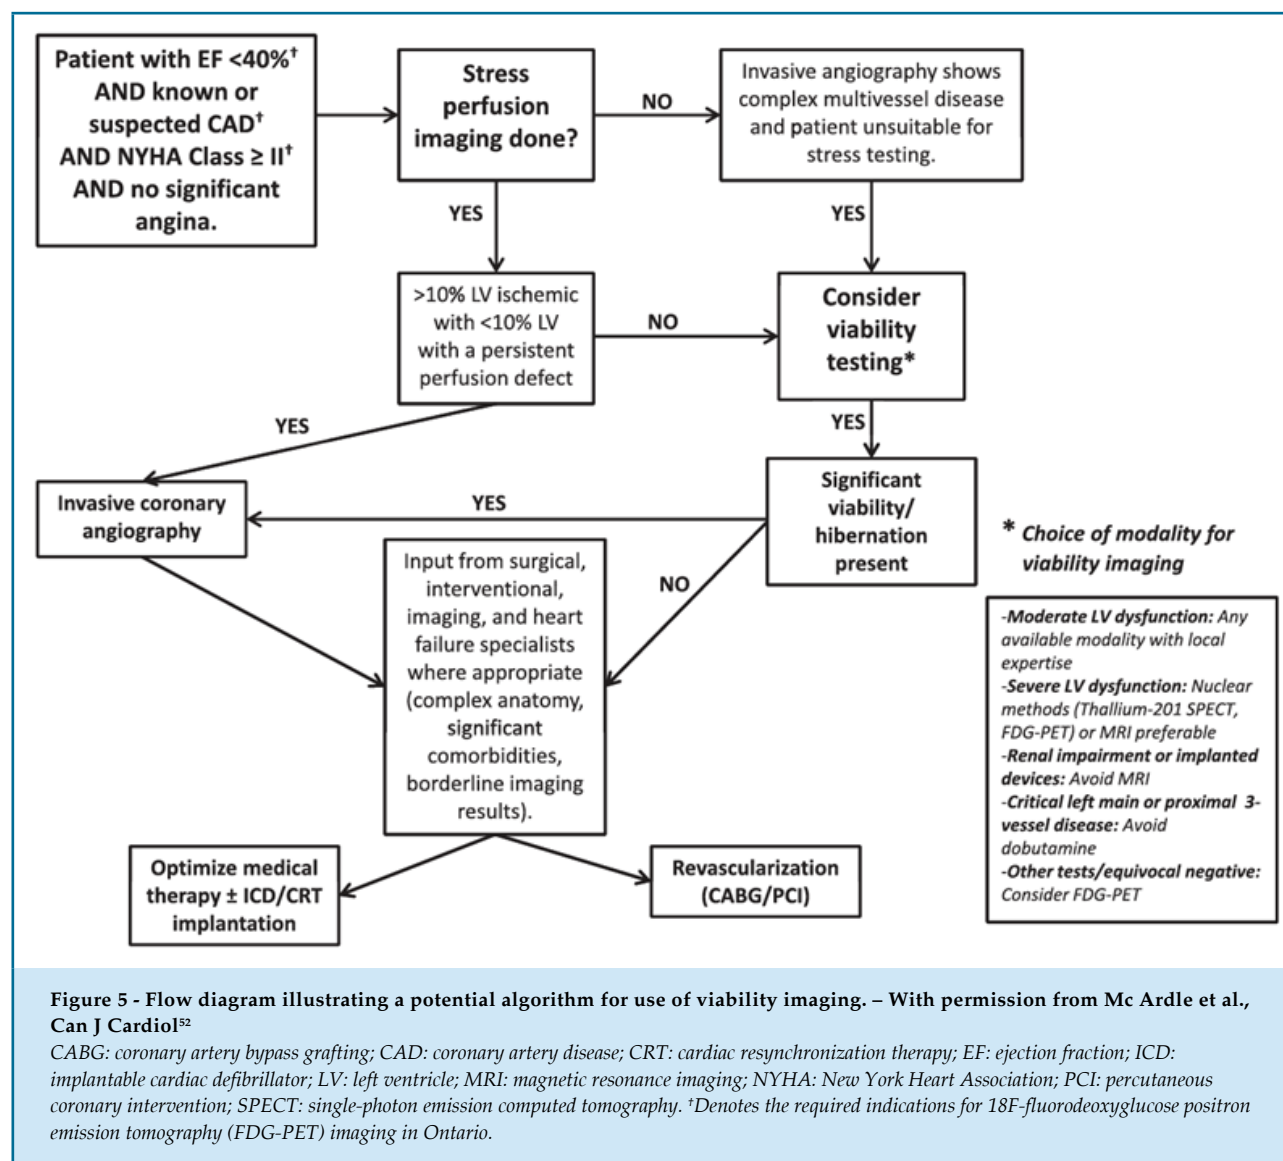 Patient with EF <40%†
AND known or
suspected CAD†
AND NYHA Class ≥ II†
AND no significant
angina.
Stress
perfusion
imaging done?
NO
Invasive angiography shows
complex multivessel disease
and patient unsuitable for
stress testing.
YES
YES
>10% LV ischemic
with <10% LV
with a persistent
perfusion defect
NO
Consider
viability
testing*
YES
YES
Invasive coronary
angiography
YES
Significant
viability/
hibernation
present
NO
Input from surgical,
interventional,
imaging, and heart
failure specialists
where appropriate
(complex anatomy,
significant
comorbidities,
borderline imaging
results).
* Choice of modality for
viability imaging
-Moderate LV dysfunction: Any
available modality with local
expertise
-Severe LV dysfunction: Nuclear
methods (Thallium-201 SPECT,
FDG-PET) or MRI preferable
-Renal impairment or implanted
devices: Avoid MRI
-Critical left main or proximal 3-
vessel disease: Avoid
dobutamine
-Other tests/equivocal negative:
Consider FDG-PET
Optimize medical
therapy ± ICD/CRT
implantation
Revascularization
(CABG/PCI)
Figure 5 - Flow diagram illustrating a potential algorithm for use of viability imaging. – With permission from Mc Ardle et al.,
Can J Cardiol⁵²
CABG: coronary artery bypass grafting; CAD: coronary artery disease; CRT: cardiac resynchronization therapy; EF: ejection fraction; ICD:
implantable cardiac defibrillator; LV: left ventricle; MRI: magnetic resonance imaging; NYHA: New York Heart Association; PCI: percutaneous
coronary intervention; SPECT: single-photon emission computed tomography. †Denotes the required indications for 18F-fluorodeoxyglucose positron
emission tomography (FDG-PET) imaging in Ontario.